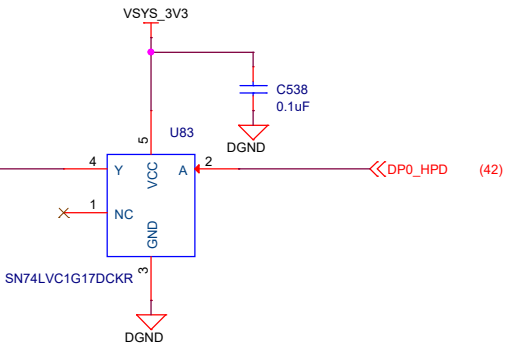 VSYS_3V3
C538
0.1uF
DGND
U83
5
4
Y
VCC
A
2
DP0_HPD
(42)
1
NC
GND
3
SN74LVC1G17DCKR
DGND